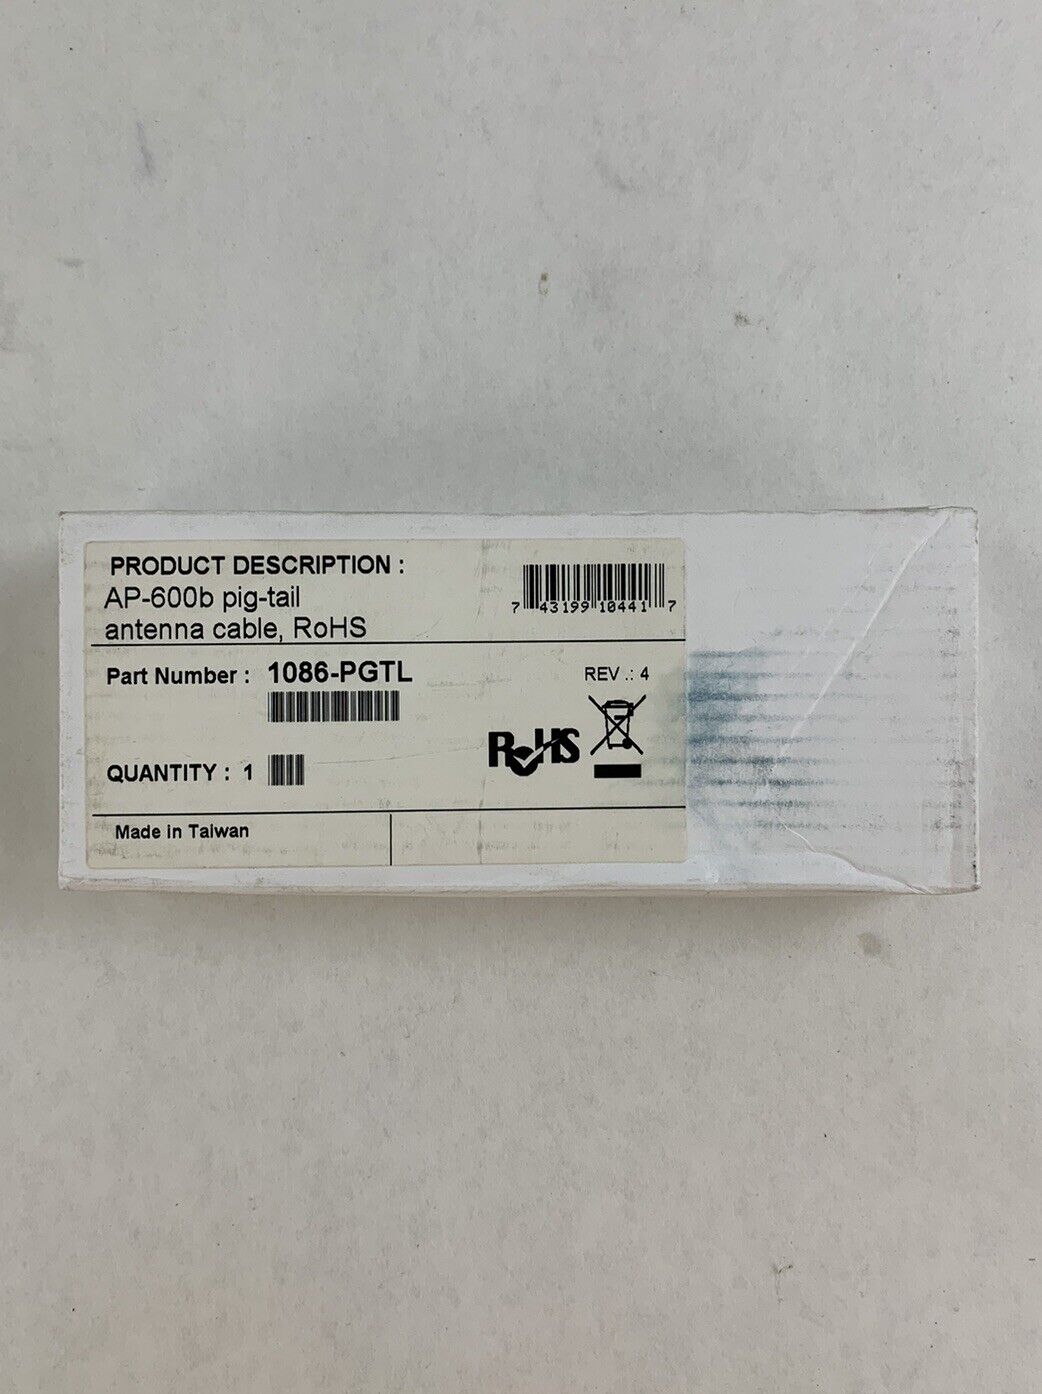 PRODUCT DESCRIPTION :
AP-600b pig-tail
antenna cable, RoHS
7 43199 10441 7
Part Number : 1086-PGTL
REV .: 4
RoHS
QUANTITY : 1
Made in Taiwan